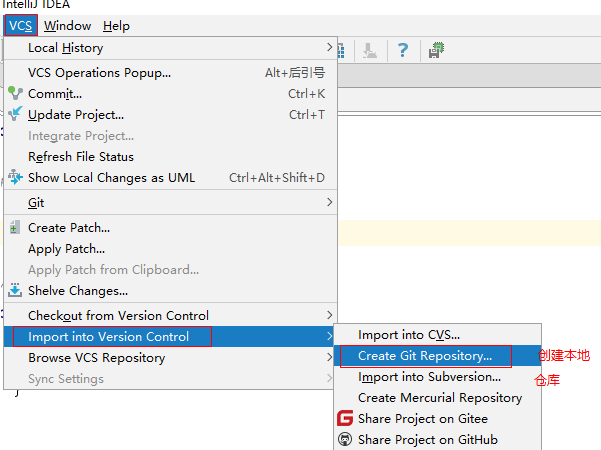 IntelliJ IDEA
VCS Window Help
Local History
VCS Operations Popup... Alt+后引号
Commit... Ctrl+K
Update Project... Ctrl+T
Integrate Project...
Refresh File Status
Show Local Changes as UML Ctrl+Alt+Shift+D
Git
Create Patch...
Apply Patch...
Apply Patch from Clipboard...
Shelve Changes...
Checkout from Version Control
Import into Version Control
Browse VCS Repository
Sync Settings
Import into CVS...
Create Git Repository... 创建本地
Import into Subversion... 仓库
Create Mercurial Repository
Share Project on Gitee
Share Project on GitHub